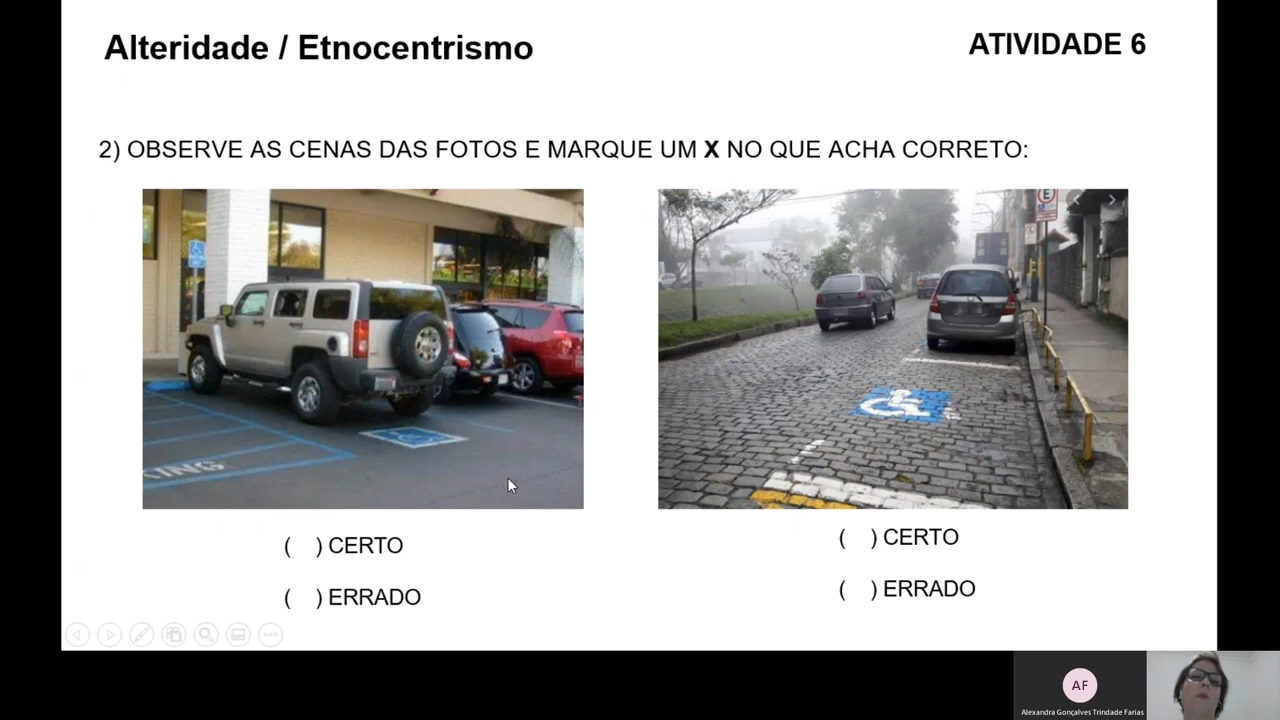 Alteridade / Etnocentrismo
ATIVIDADE 6
2) OBSERVE AS CENAS DAS FOTOS E MARQUE UM X NO QUE ACHA CORRETO:
KING
E
( ) CERTO
( ) ERRADO
( ) CERTO
( ) ERRADO
AF
Alexandra Gonçalves Trindade Farias